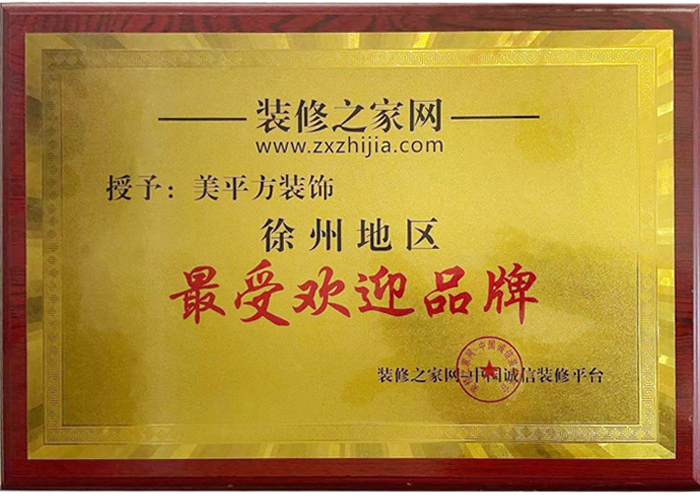 装修之家网
www.zxzhijia.com
授予：美平方装饰
徐州地区
最受欢迎品牌
装修之家网-中国诚信装修平台